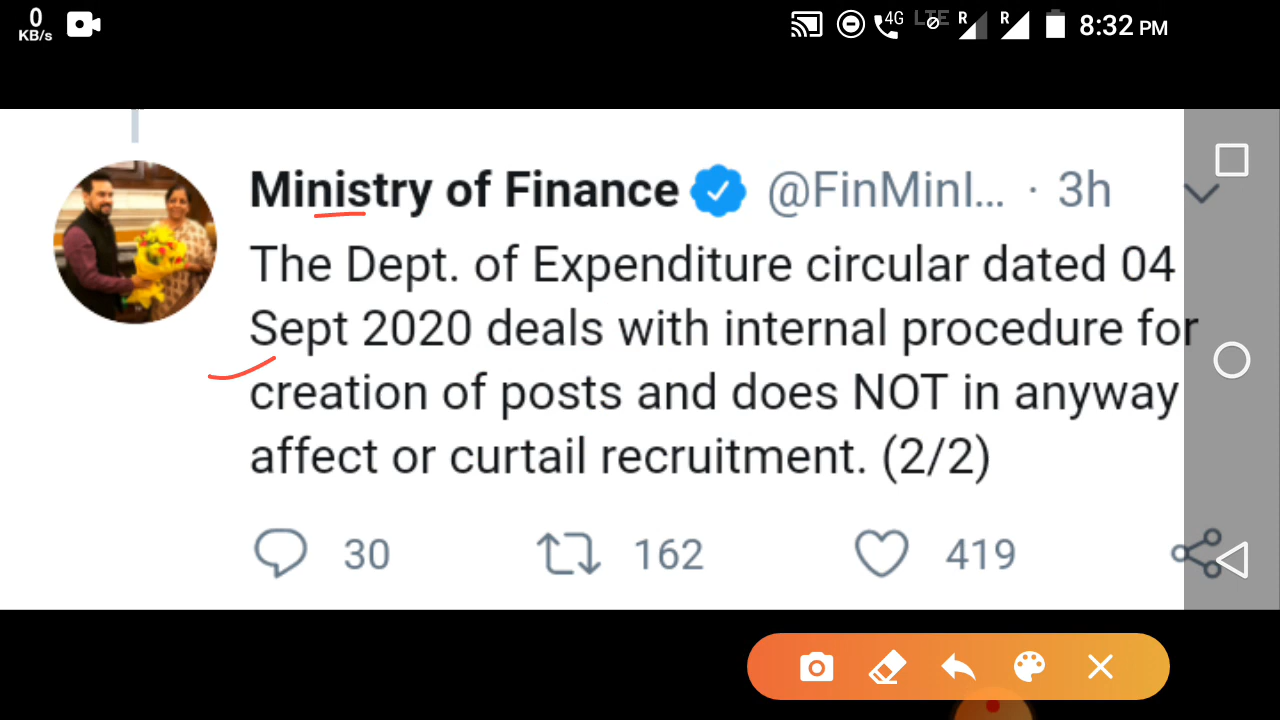 0
KB/s
4G
LTE
R
R
8:32 PM
Ministry of Finance @FinMinI... · 3h
The Dept. of Expenditure circular dated 04
Sept 2020 deals with internal procedure for
creation of posts and does NOT in anyway
affect or curtail recruitment. (2/2)
30 162 419